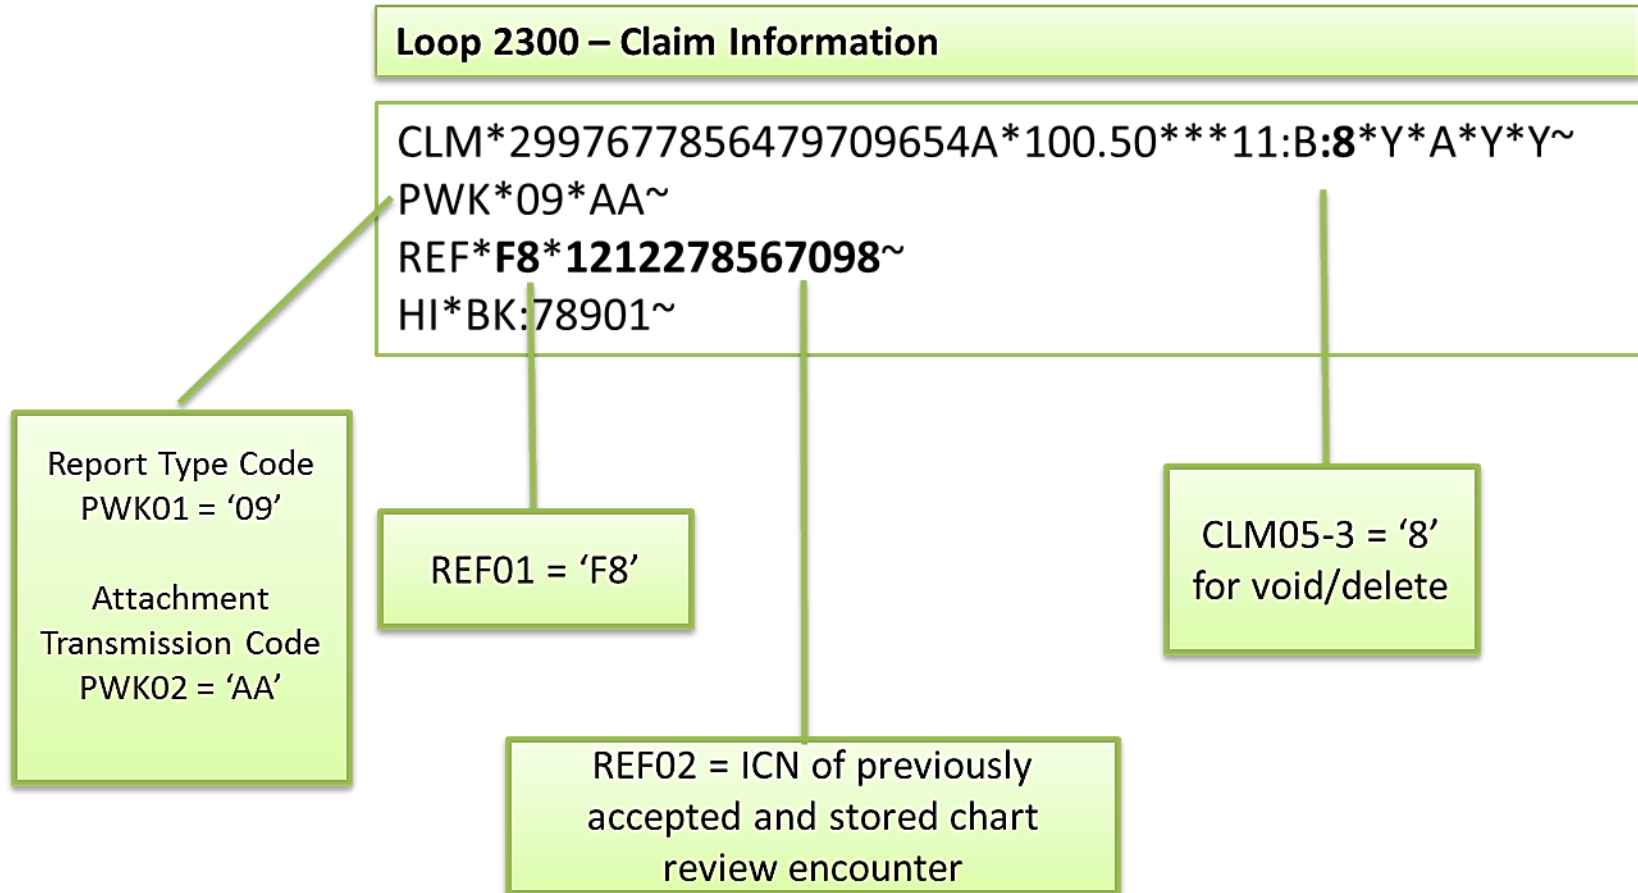 Loop 2300 – Claim Information
CLM*2997677856479709654A*100.50***11:B:8*Y*A*Y*Y~
PWK*09*AA~
REF*F8*1212278567098~
HI*BK:78901~
Report Type Code
PWK01 = ‘09’
Attachment
Transmission Code
PWK02 = ‘AA’
REF01 = ‘F8’
CLM05-3 = ‘8’
for void/delete
REF02 = ICN of previously
accepted and stored chart
review encounter